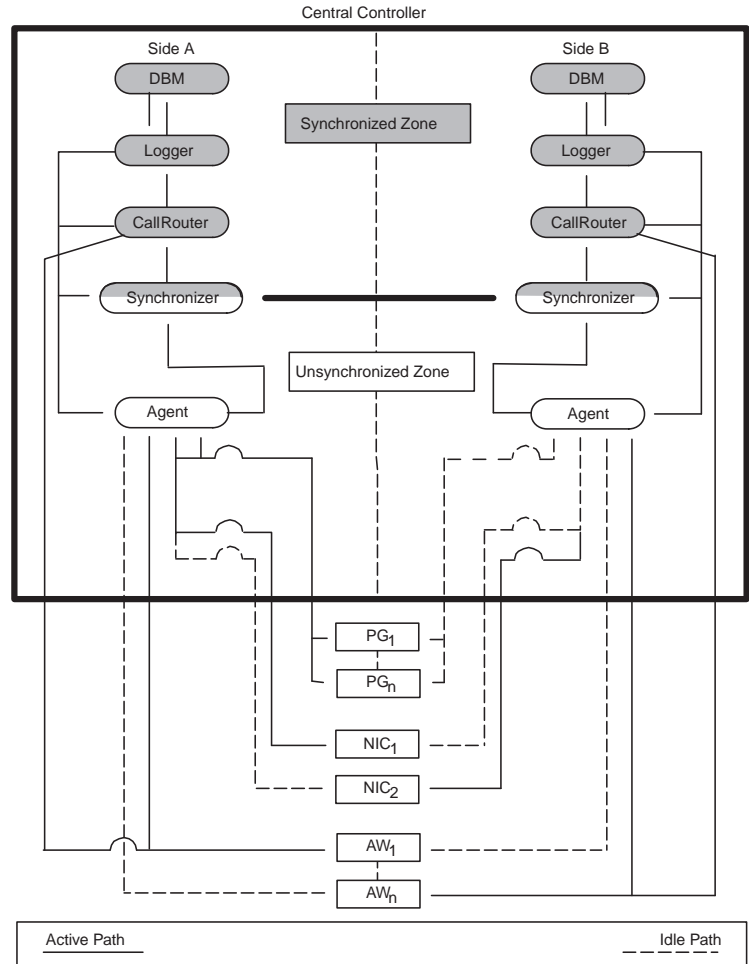 Central Controller
Side A
Side B
DBM
DBM
Synchronized Zone
Logger
Logger
CallRouter
CallRouter
Synchronizer
Synchronizer
Unsynchronized Zone
Agent
Agent
PG1
PGn
NIC1
NIC2
AW1
AWn
Active Path
Idle Path